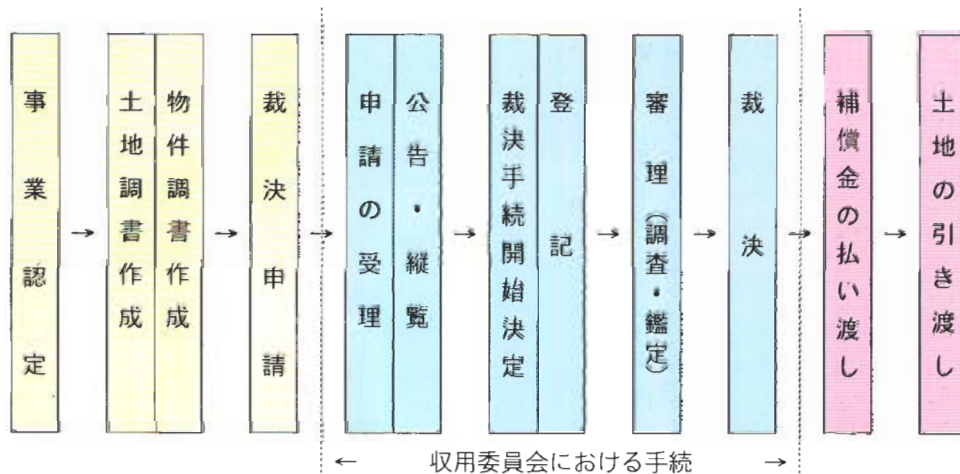 事業認定
→
土地調書作成
物件調書作成
→
裁決申請
→
申請の受理
公告・縦覧
→
裁決手続開始決定
登記
→
審理(調査・鑑定)
→
裁決
→
補償金の払い渡し
→
土地の引き渡し
← 収用委員会における手続 →